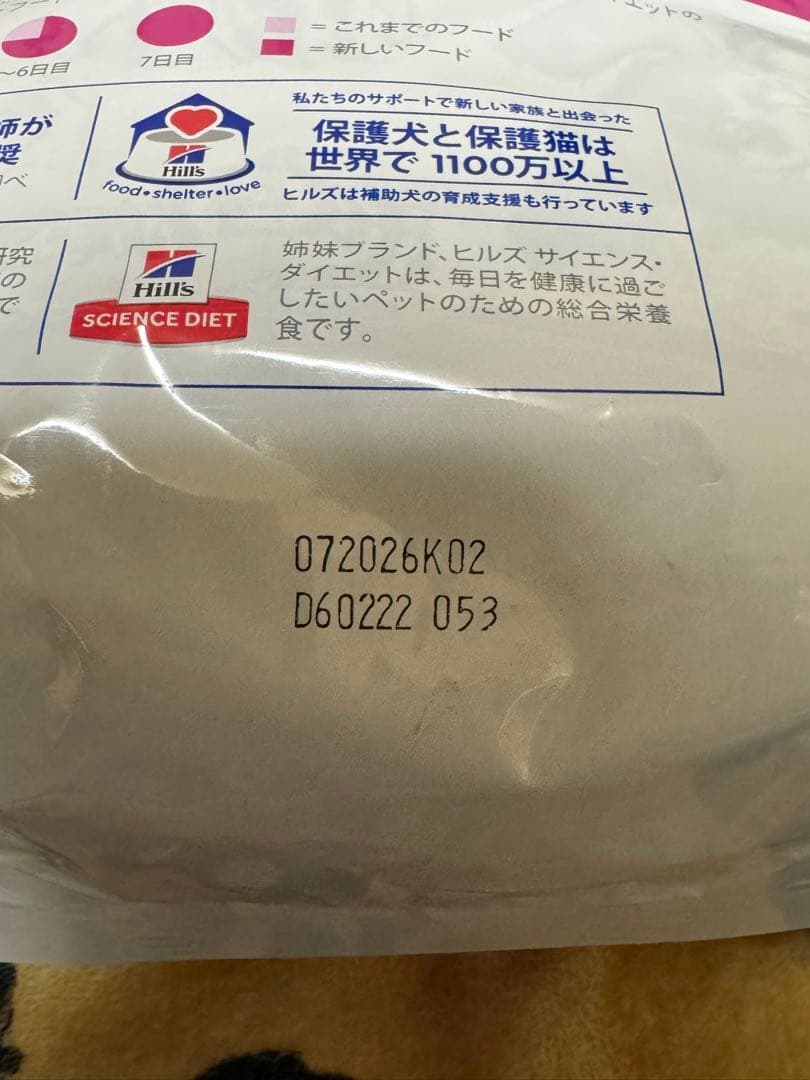 = これまでのフード
= 新しいフード
～6日目
7日目
師が
奨
Hill's
food•shelter•love
私たちのサポートで新しい家族と出会った
保護犬と保護猫は
世界で 1100万以上
ヒルズは補助犬の育成支援も行っています
研究
の
で
Hill's
SCIENCE DIET
姉妹ブランド、ヒルズ サイエンス・
ダイエットは、毎日を健康に過ご
したいペットのための総合栄養
食です。
072026K02
D60222 053